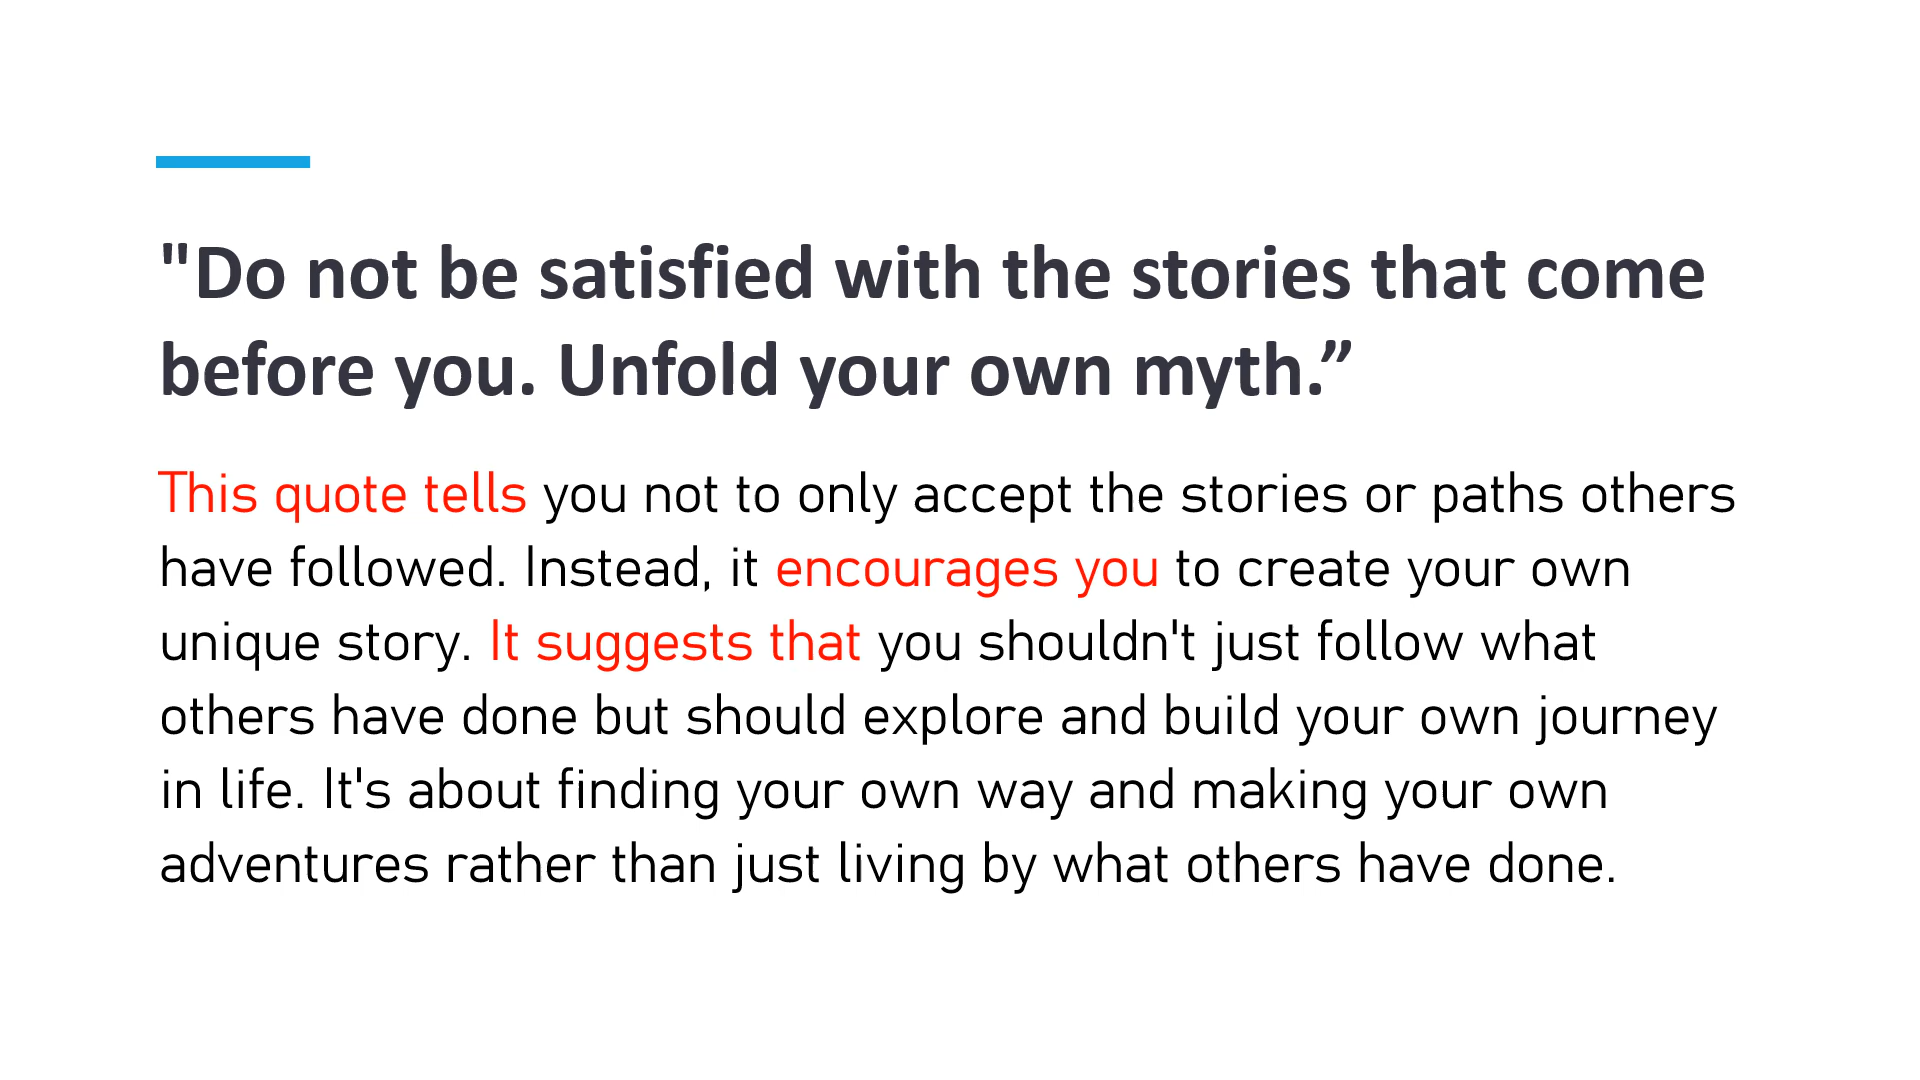 "Do not be satisfied with the stories that come
before you. Unfold your own myth.”
This quote tells you not to only accept the stories or paths others
have followed. Instead, it encourages you to create your own
unique story. It suggests that you shouldn't just follow what
others have done but should explore and build your own journey
in life. It's about finding your own way and making your own
adventures rather than just living by what others have done.